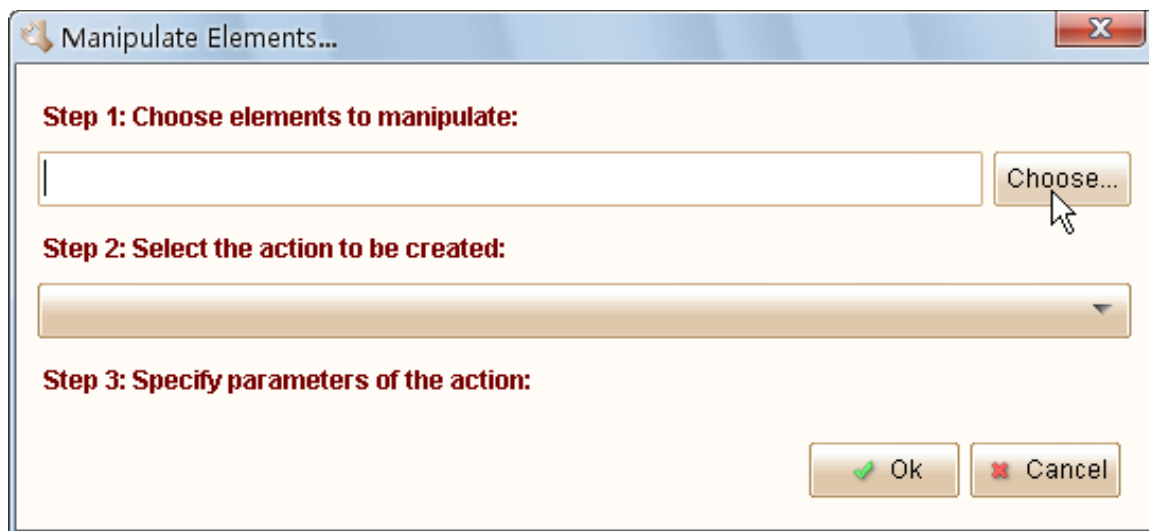 Manipulate Elements...
Step 1: Choose elements to manipulate:
Choose...
Step 2: Select the action to be created:
Step 3: Specify parameters of the action:
Ok Cancel